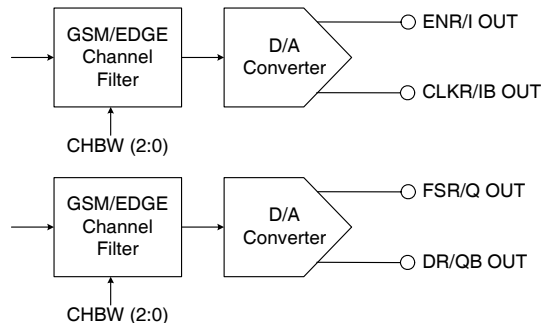 GSM/EDGE
Channel
Filter
D/A
Converter
ENR/I OUT
CLKR/IB OUT
CHBW (2:0)
GSM/EDGE
Channel
Filter
D/A
Converter
FSR/Q OUT
DR/QB OUT
CHBW (2:0)